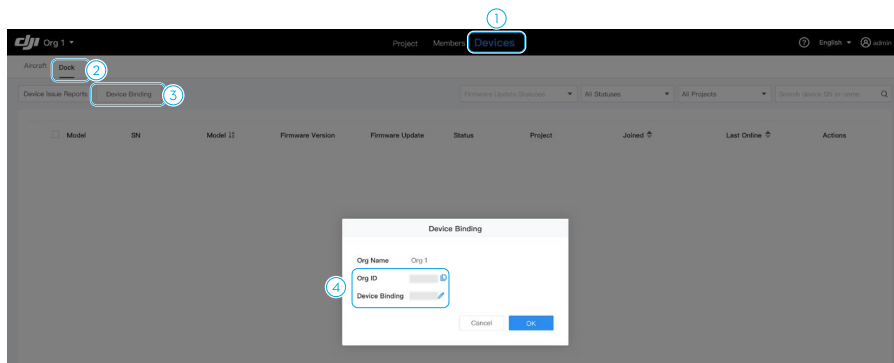 1
dji Org 1 Project Members Devices English admin
Aircraft Dock 2
Device Issue Reports Device Binding 3 Firmware Update Statuses All Statuses All Projects Search device SN or name
Model SN Model Firmware Version Firmware Update Status Project Joined Last Online Actions
Device Binding
Org Name Org 1
Org ID
4
Device Binding
Cancel OK